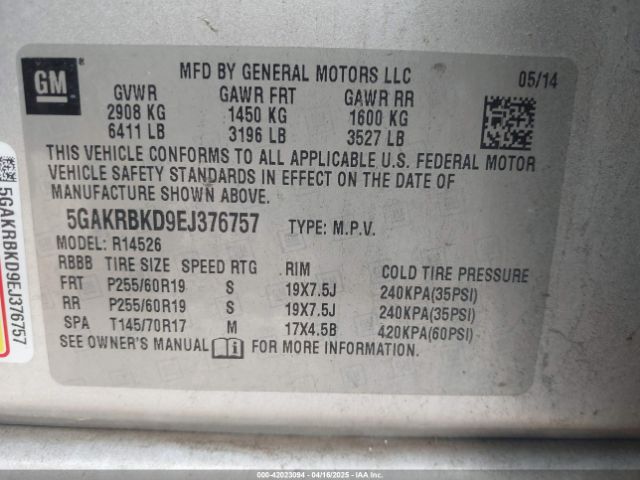 GM
MFD BY GENERAL MOTORS LLC 05/14
GVWR GAWR FRT GAWR RR
2908 KG 1450 KG 1600 KG
6411 LB 3196 LB 3527 LB
THIS VEHICLE CONFORMS TO ALL APPLICABLE U.S. FEDERAL MOTOR
VEHICLE SAFETY STANDARDS IN EFFECT ON THE DATE OF
MANUFACTURE SHOWN ABOVE.
5GAKRBKD9EJ376757 TYPE: M.P.V.
MODEL: R14526
RBBB TIRE SIZE SPEED RTG RIM COLD TIRE PRESSURE
FRT P255/60R19 S 19X7.5J 240KPA(35PSI)
RR P255/60R19 S 19X7.5J 240KPA(35PSI)
SPA T145/70R17 M 17X4.5B 420KPA(60PSI)
SEE OWNER'S MANUAL i FOR MORE INFORMATION.
5GAKRBKD9EJ376757
000-42023094 - 04/16/2025 - IAA Inc.